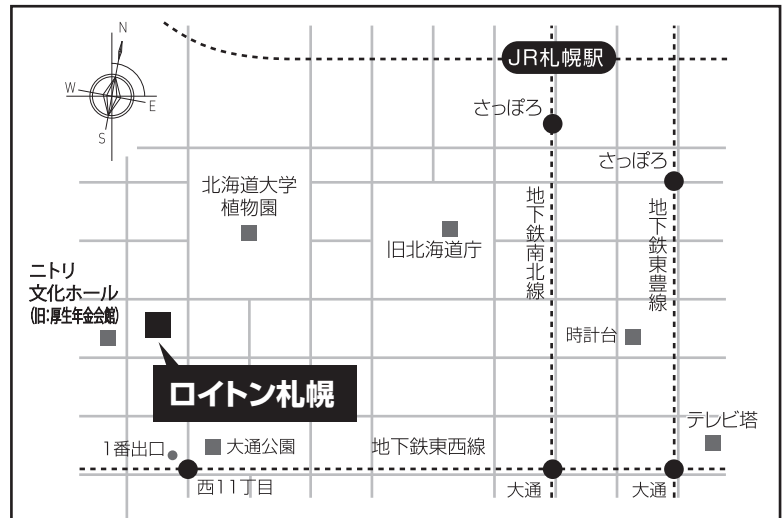 N
W
E
S
JR札幌駅
さっぽろ
さっぽろ
北海道大学
植物園
旧北海道庁
地下鉄南北線
地下鉄東豊線
ニトリ
文化ホール
(旧:厚生年金会館)
時計台
ロイトン札幌
テレビ塔
1番出口
大通公園
地下鉄東西線
西11丁目
大通
大通